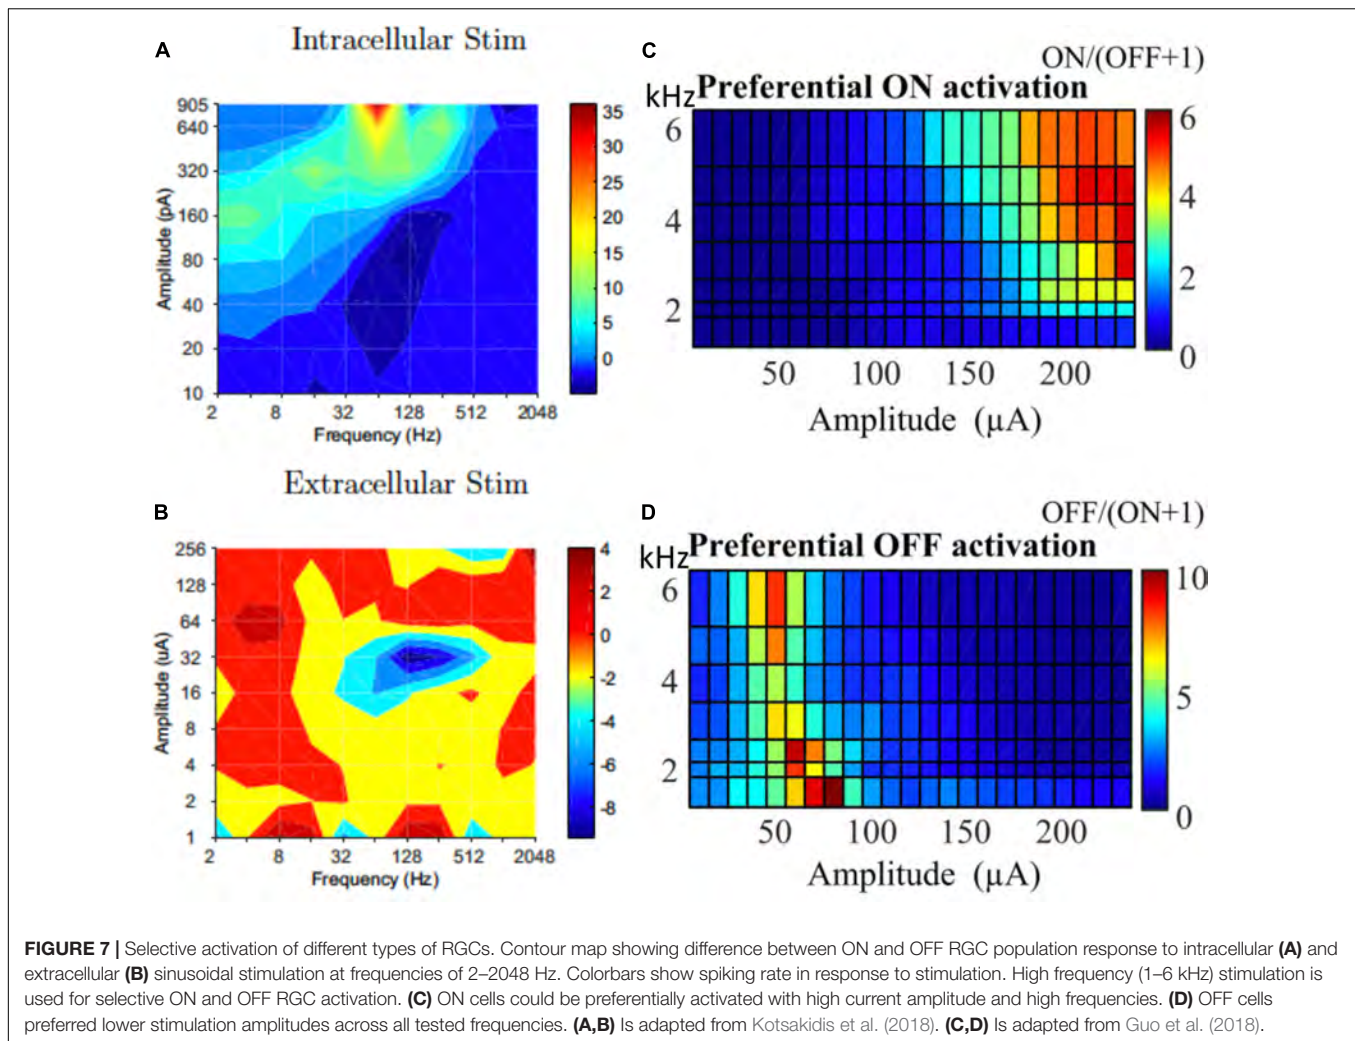 A
Intracellular Stim
905
640
320
160
80
40
20
10
Amplitude (pA)
2
8
32
128
512
2048
Frequency (Hz)
35
30
25
20
15
10
5
0
C
ON/(OFF+1)
kHz
Preferential ON activation
6
4
2
50
100
150
200
Amplitude (µA)
6
4
2
0
Extracellular Stim
B
256
128
64
32
16
8
4
2
1
Amplitude (uA)
2
8
32
128
512
2048
Frequency (Hz)
4
2
0
-2
-4
-6
-8
D
OFF/(ON+1)
kHz
Preferential OFF activation
6
4
2
50
100
150
200
Amplitude (µA)
10
5
0
FIGURE 7 | Selective activation of different types of RGCs. Contour map showing difference between ON and OFF RGC population response to intracellular (A) and
extracellular (B) sinusoidal stimulation at frequencies of 2–2048 Hz. Colorbars show spiking rate in response to stimulation. High frequency (1–6 kHz) stimulation is
used for selective ON and OFF RGC activation. (C) ON cells could be preferentially activated with high current amplitude and high frequencies. (D) OFF cells
preferred lower stimulation amplitudes across all tested frequencies. (A,B) Is adapted from Kotsakidis et al. (2018). (C,D) Is adapted from Guo et al. (2018).